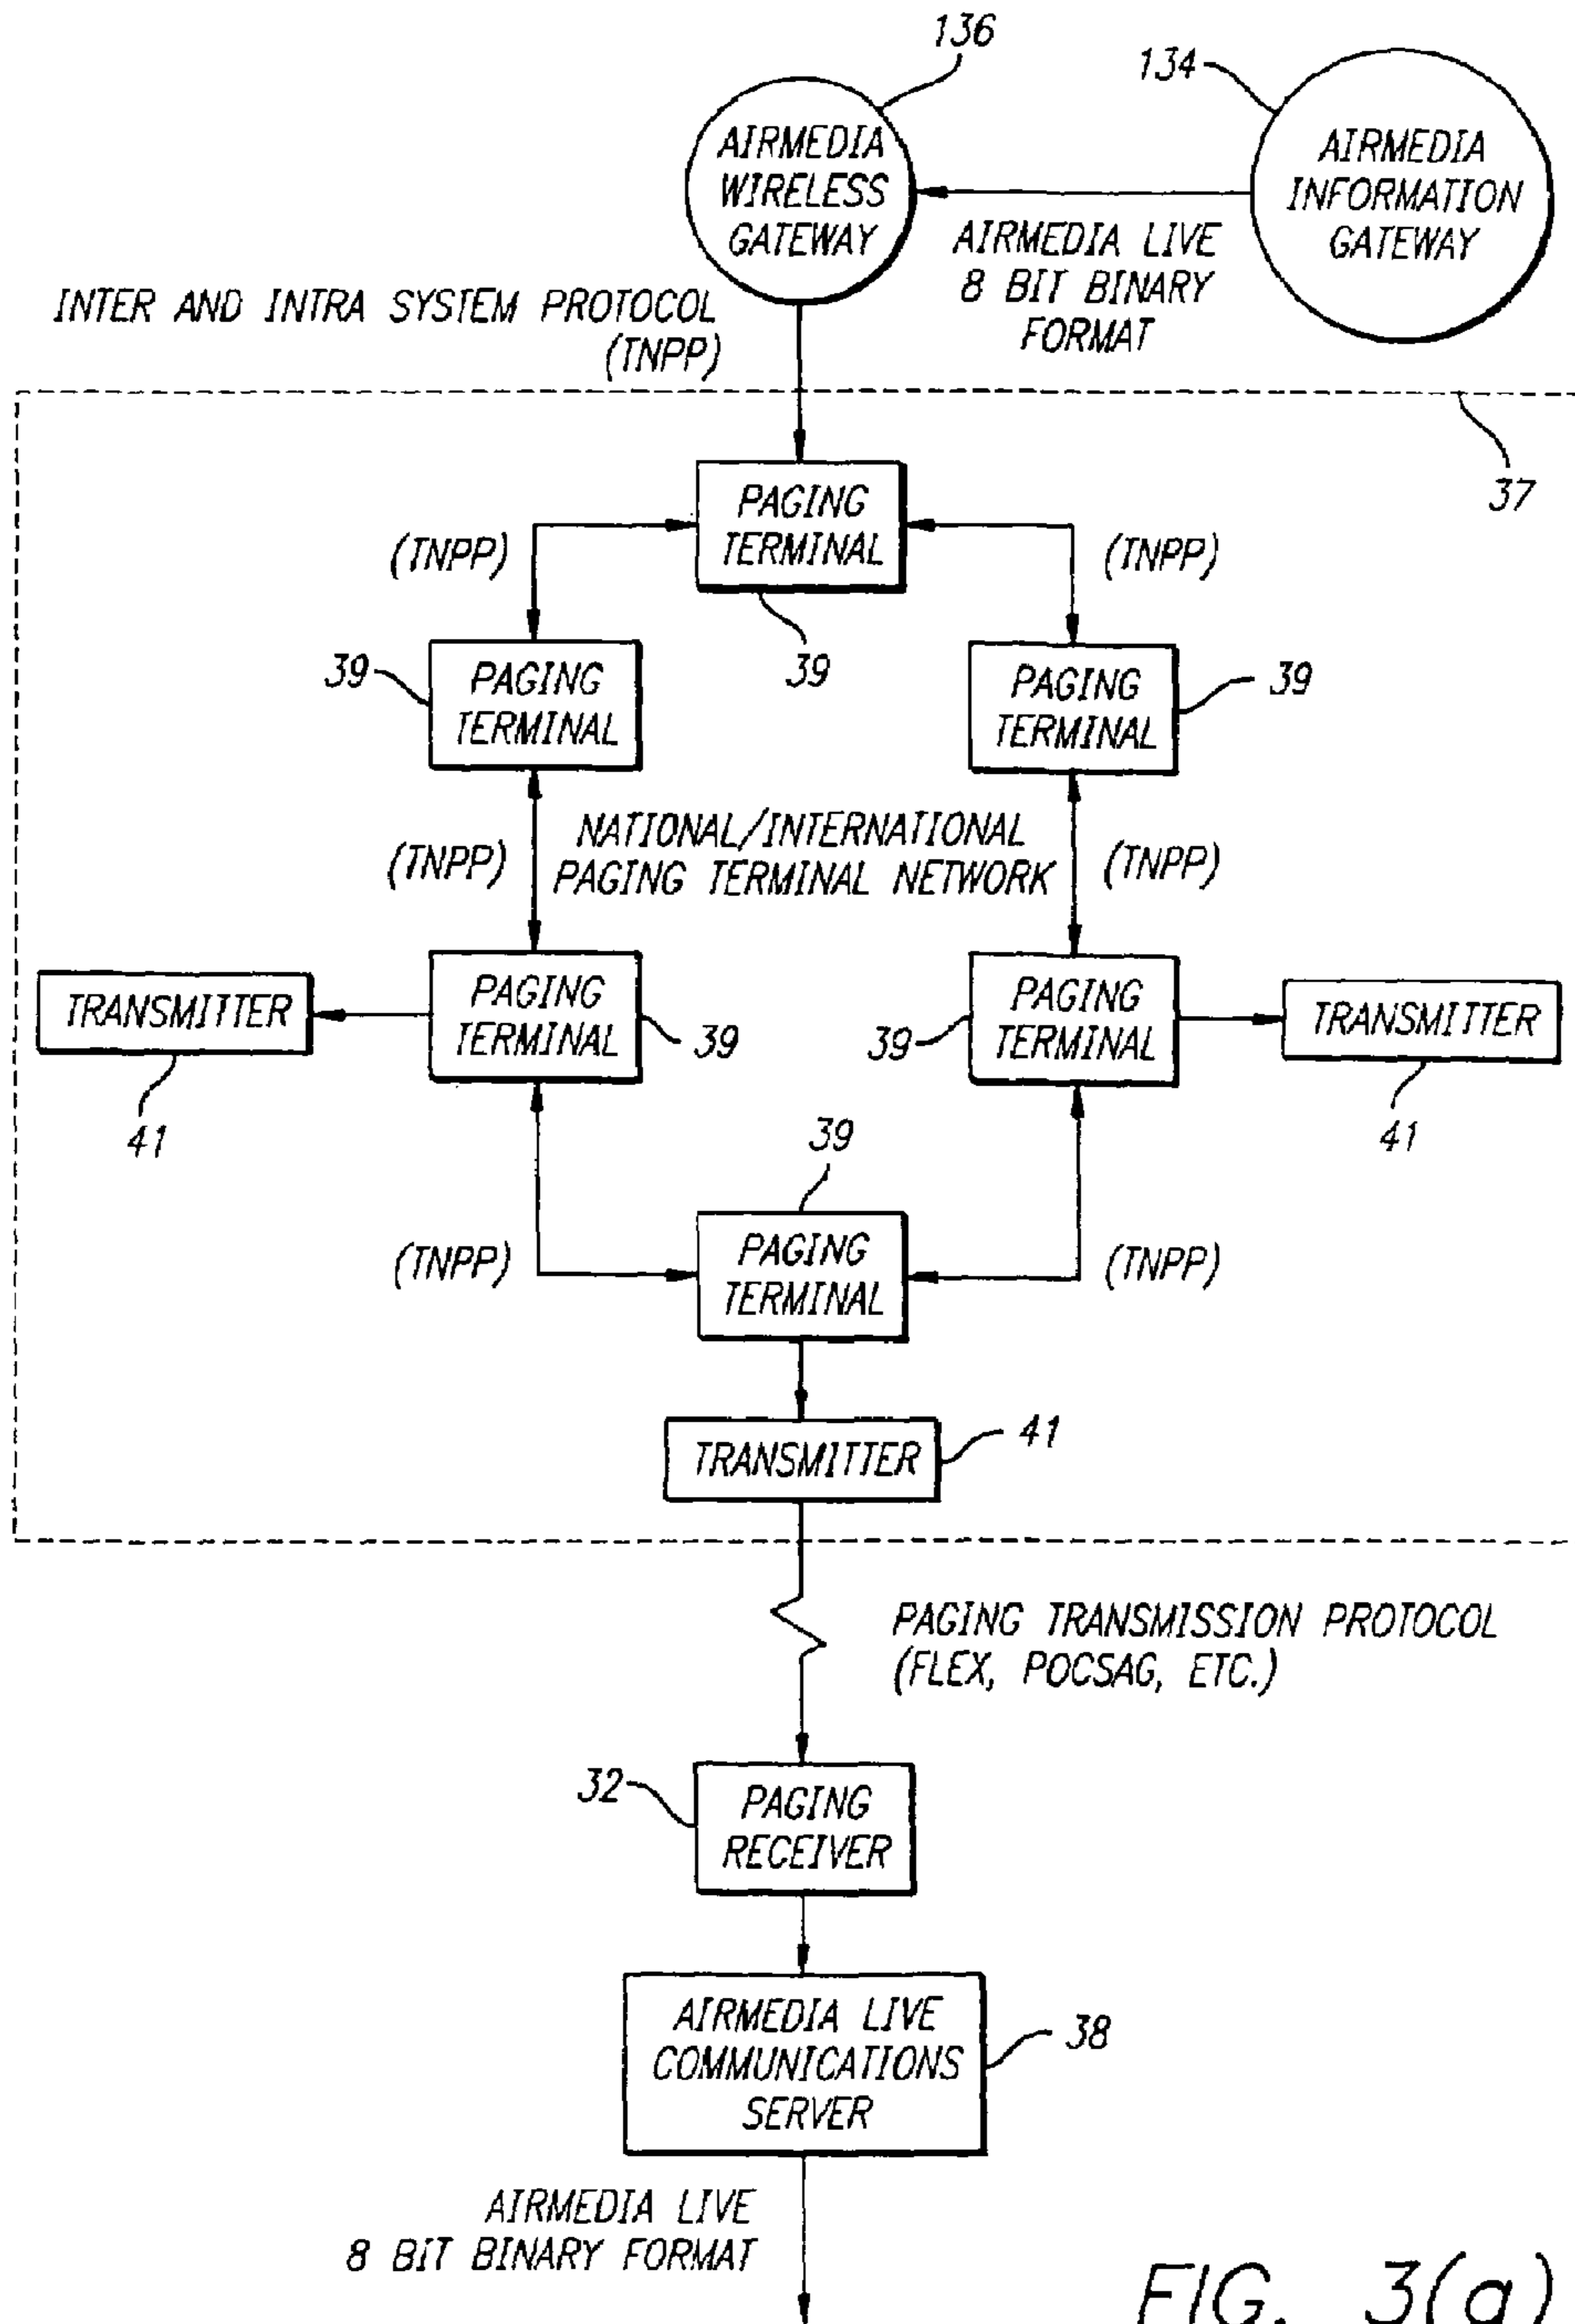 136
134
AIRMEDIA
WIRELESS
GATEWAY
AIRMEDIA
INFORMATION
GATEWAY
AIRMEDIA LIVE
8 BIT BINARY
FORMAT
INTER AND INTRA SYSTEM PROTOCOL
(TNPP)
37
PAGING
TERMINAL
39
(TNPP)
(TNPP)
39
PAGING
TERMINAL
PAGING
TERMINAL
39
(TNPP)
NATIONAL/INTERNATIONAL
PAGING TERMINAL NETWORK
(TNPP)
TRANSMITTER
41
PAGING
TERMINAL
39
39
PAGING
TERMINAL
TRANSMITTER
41
39
(TNPP)
PAGING
TERMINAL
(TNPP)
TRANSMITTER
41
PAGING TRANSMISSION PROTOCOL
(FLEX, POCSAG, ETC.)
32
PAGING
RECEIVER
AIRMEDIA LIVE
COMMUNICATIONS
SERVER
38
AIRMEDIA LIVE
8 BIT BINARY FORMAT
FIG. 3(a)